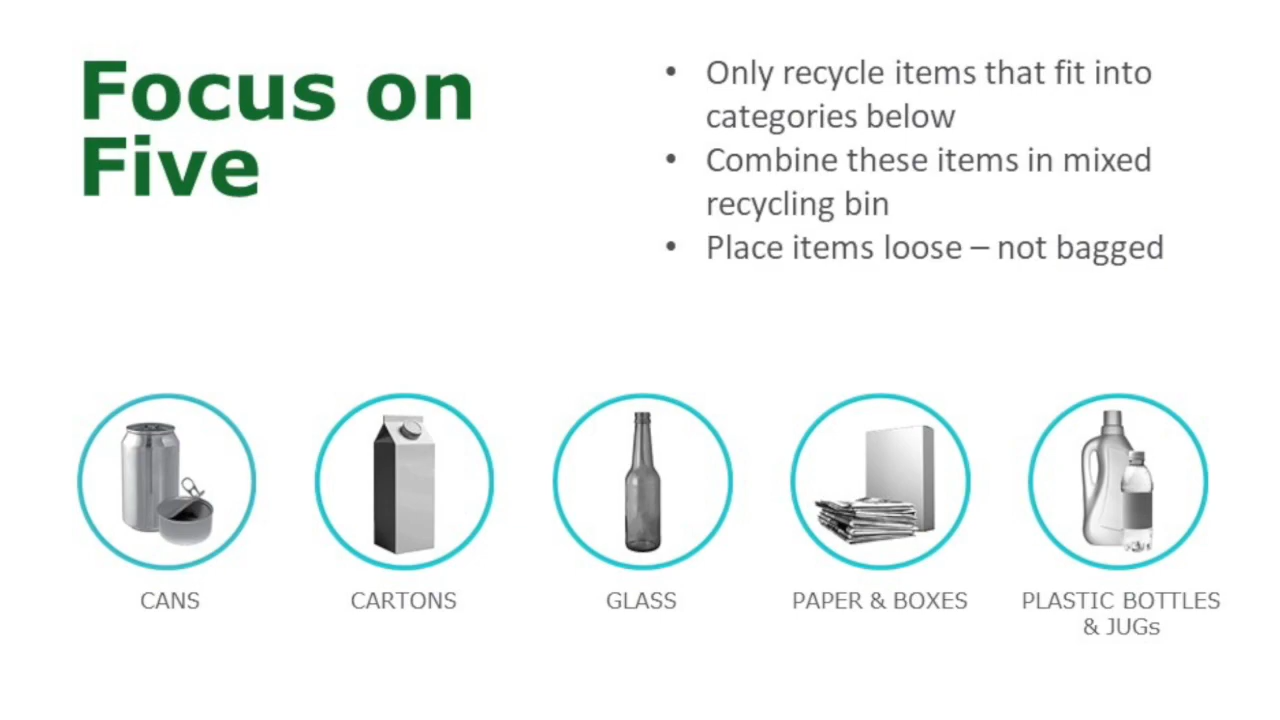 Focus on
Five
• Only recycle items that fit into
categories below
• Combine these items in mixed
recycling bin
• Place items loose – not bagged
CANS
CARTONS
GLASS
PAPER & BOXES
PLASTIC BOTTLES
& JUGs